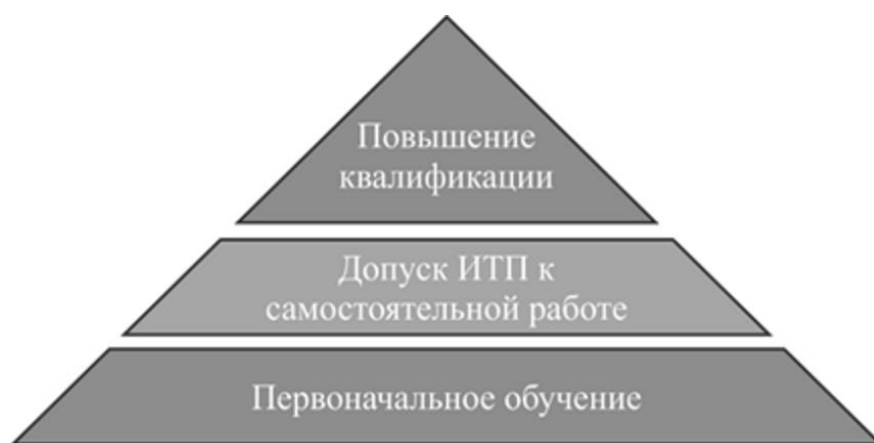 Повышение
квалификации
Допуск ИТП к
самостоятельной работе
Первоначальное обучение